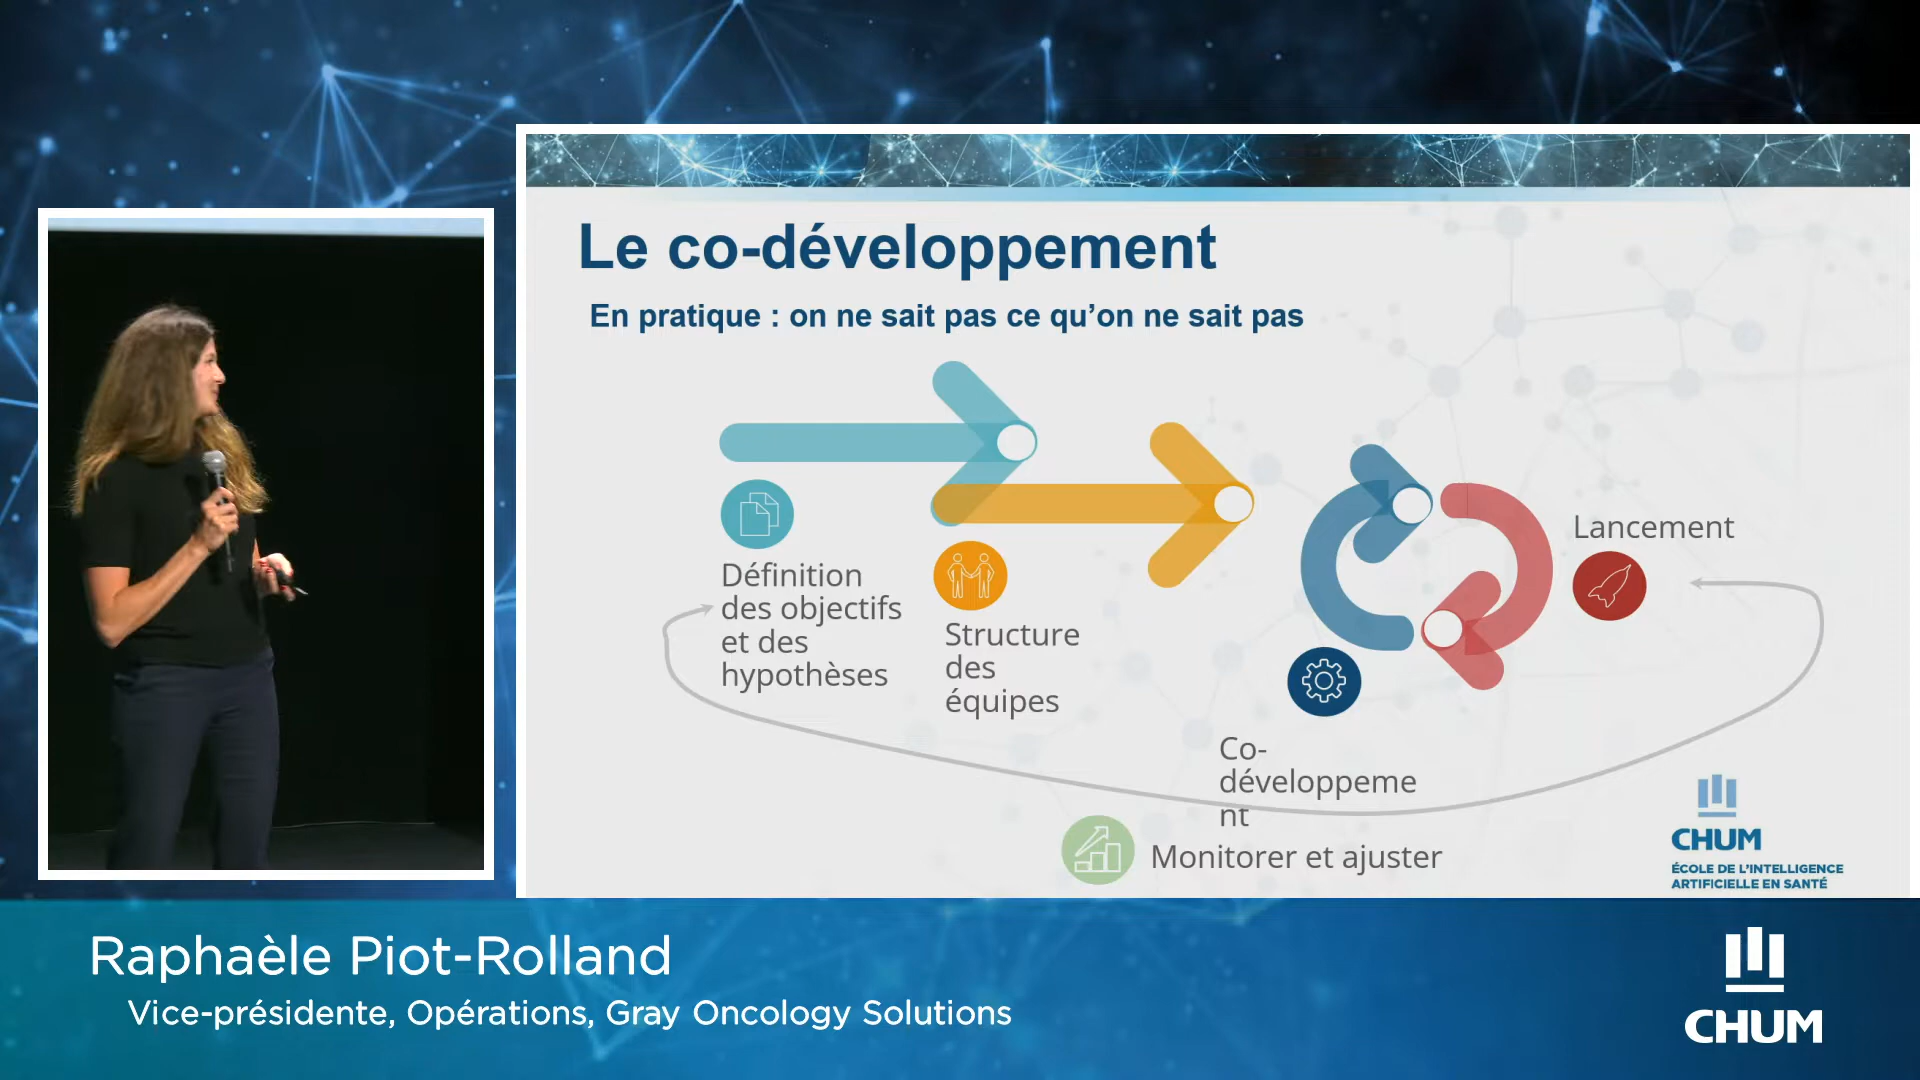 Le co-développement
En pratique : on ne sait pas ce qu’on ne sait pas
Définition
des objectifs
et des
hypothèses
Structure
des
équipes
Co-
développeme
nt
Lancement
Monitorer et ajuster
CHUM
ÉCOLE DE L’INTELLIGENCE
ARTIFICIELLE EN SANTÉ
Raphaèle Piot-Rolland
Vice-présidente, Opérations, Gray Oncology Solutions
CHUM